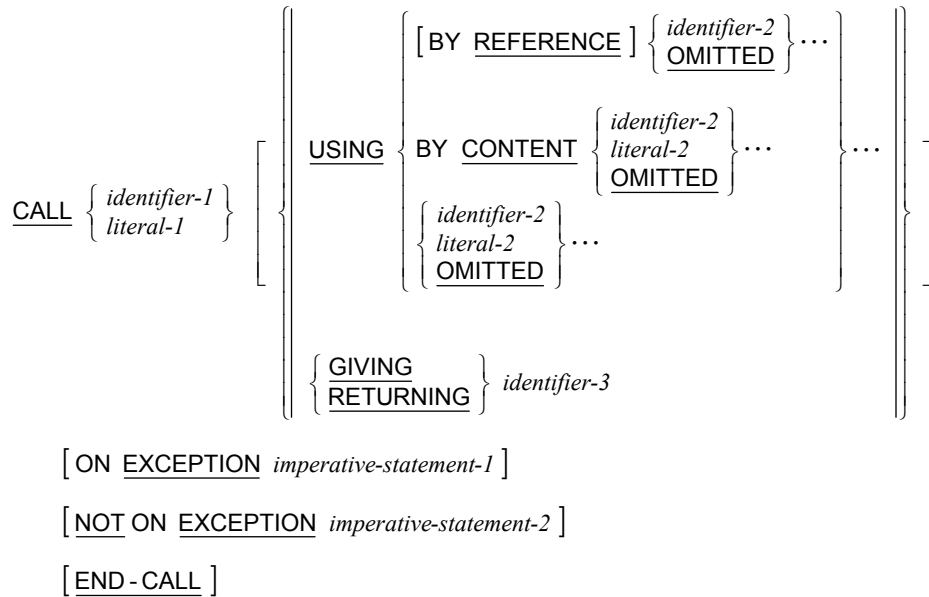 [ BY REFERENCE ] { identifier-2
OMITTED } ···
USING
BY CONTENT { identifier-2
literal-2
OMITTED } ···
···
CALL { identifier-1
literal-1 }
{ identifier-2
literal-2
OMITTED } ···
{ GIVING
RETURNING } identifier-3
[ ON EXCEPTION imperative-statement-1 ]
[ NOT ON EXCEPTION imperative-statement-2 ]
[ END - CALL ]